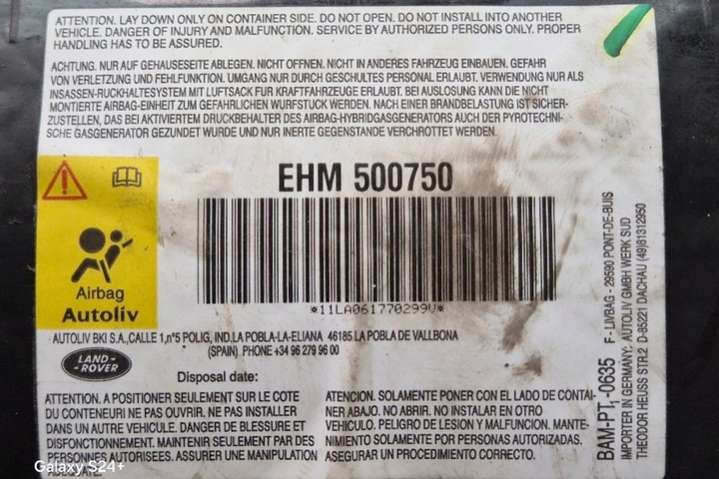 ATTENTION. LAY DOWN ONLY ON CONTAINER SIDE. DO NOT OPEN. DO NOT INSTALL INTO ANOTHER
VEHICLE. DANGER OF INJURY AND MALFUNCTION. SERVICE BY AUTHORIZED PERSONS ONLY. PROPER
HANDLING HAS TO BE ASSURED.
ACHTUNG. NUR AUF GEHAUSESEITE ABLEGEN. NICHT OFFNEN. NICHT IN ANDERES FAHRZEUG EINBAUEN. GEFAHR
VON VERLETZUNG UND FEHLFUNKTION. UMGANG NUR DURCH GESCHULTES PERSONAL ERLAUBT. VERWENDUNG NUR ALS
INSASSEN-RUCKHALTESYSTEM MIT LUFTSACK FUR KRAFTFAHRZEUGE ERLAUBT. BEI AUSLOSUNG KANN DIE NICHT
MONTIERTE AIRBAG-EINHEIT ZUM GEFAHRLICHEN WURFSTUCK WERDEN. NACH EINER BRANDBELASTUNG IST SICHER-
ZUSTELLEN, DAS BEI AKTIVIERTEM DRUCKBEHALTER DES AIRBAG-HYBRIDGASGENERATORS AUCH DER PYROTECHNI-
SCHE GASGENERATOR GEZUNDET WURDE UND NUR INERTE GEGENSTANDE VERCHROTTET WERDEN.
EHM 500750
*11LA061770299V*
Airbag
Autoliv
AUTOLIV BKI S.A.,CALLE 1,nº5 POLIG, IND.LA POBLA-LA-ELIANA 46185 LA POBLA DE VALLBONA
(SPAIN) PHONE +34 96 279 96 00
LAND-
-ROVER
Disposal date:
ATTENTION. A POSITIONER SEULEMENT SUR LE COTE
DU CONTENEURI NE PAS OUVRIR. NE PAS INSTALLER
DANS UN AUTRE VEHICULE. DANGER DE BLESSURE ET
DISFONCTIONNEMENT. MAINTENIR SEULEMENT PAR DES
PERSONNES AUTORISEES. ASSURER UNE MANIPULATION
ATENCION. SOLAMENTE PONER CON EL LADO DE CONTAI-
NER ABAJO. NO ABRIR. NO INSTALAR EN OTRO
VEHICULO. PELIGRO DE LESION Y MALFUNCION. MANTE-
NIMIENTO SOLAMENTE POR PERSONAS AUTORIZADAS.
ASEGURAR UN PROCEDIMIENTO CORRECTO.
BAM-PT,-0635
F - LIVBAG - 29590 PONT-DE-BUIS
IMPORTER IN GERMANY: AUTOLIV GMBH WERK SUD
THEODOR HEUSS STR.2 D-85221 DACHAU (49)81312950
Galaxy S24+